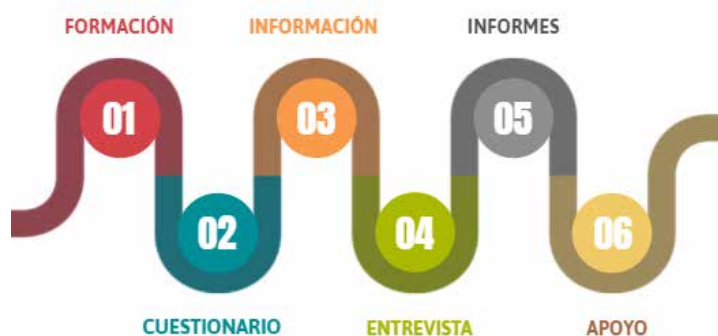 FORMACIÓN
INFORMACIÓN
INFORMES
01
03
05
02
04
06
CUESTIONARIO
ENTREVISTA
APOYO